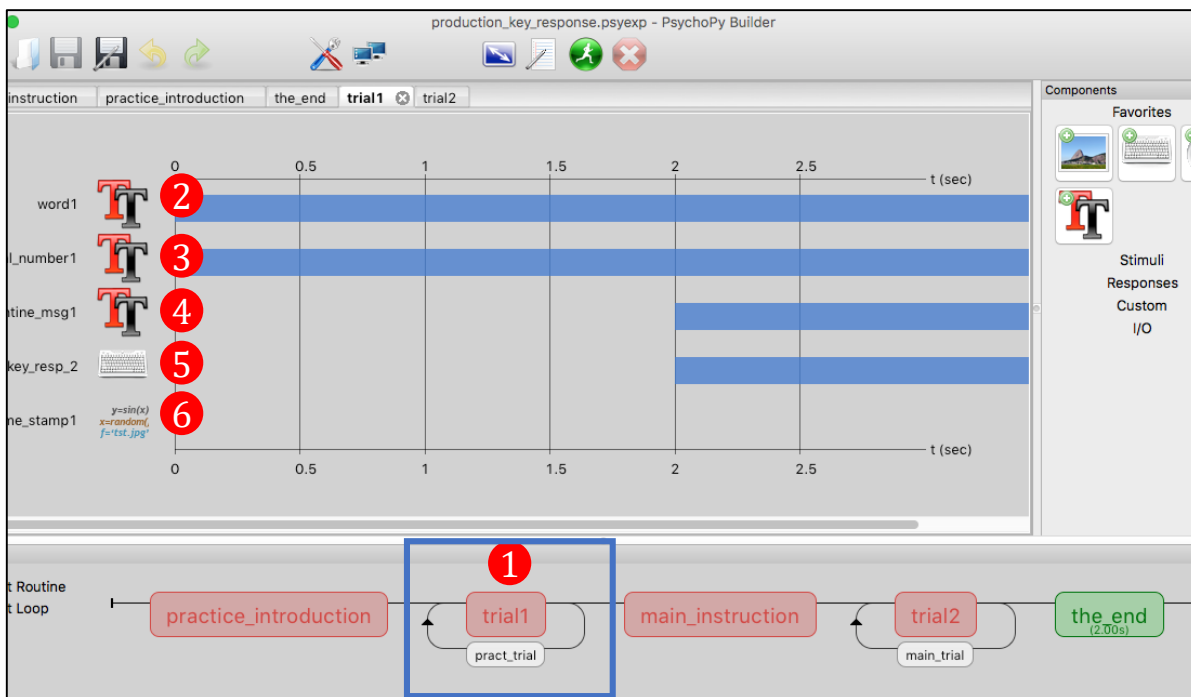 production_key_response.psyexp - PsychoPy Builder
instruction practice_introduction the_end trial1 trial2
Components
Favorites
0 0.5 1 1.5 2 2.5
t (sec)
word1 2
l_number1 3
tine_msg1 4
key_resp_2 5
me_stamp1 y=sin(x) 6
x=random(,
f='tst.jpg'
t (sec)
0 0.5 1 1.5 2 2.5
Stimuli
Responses
Custom
I/O
1
t Routine
t Loop
practice_introduction trial1 main_instruction trial2 the_end
(2.00s)
pract_trial main_trial